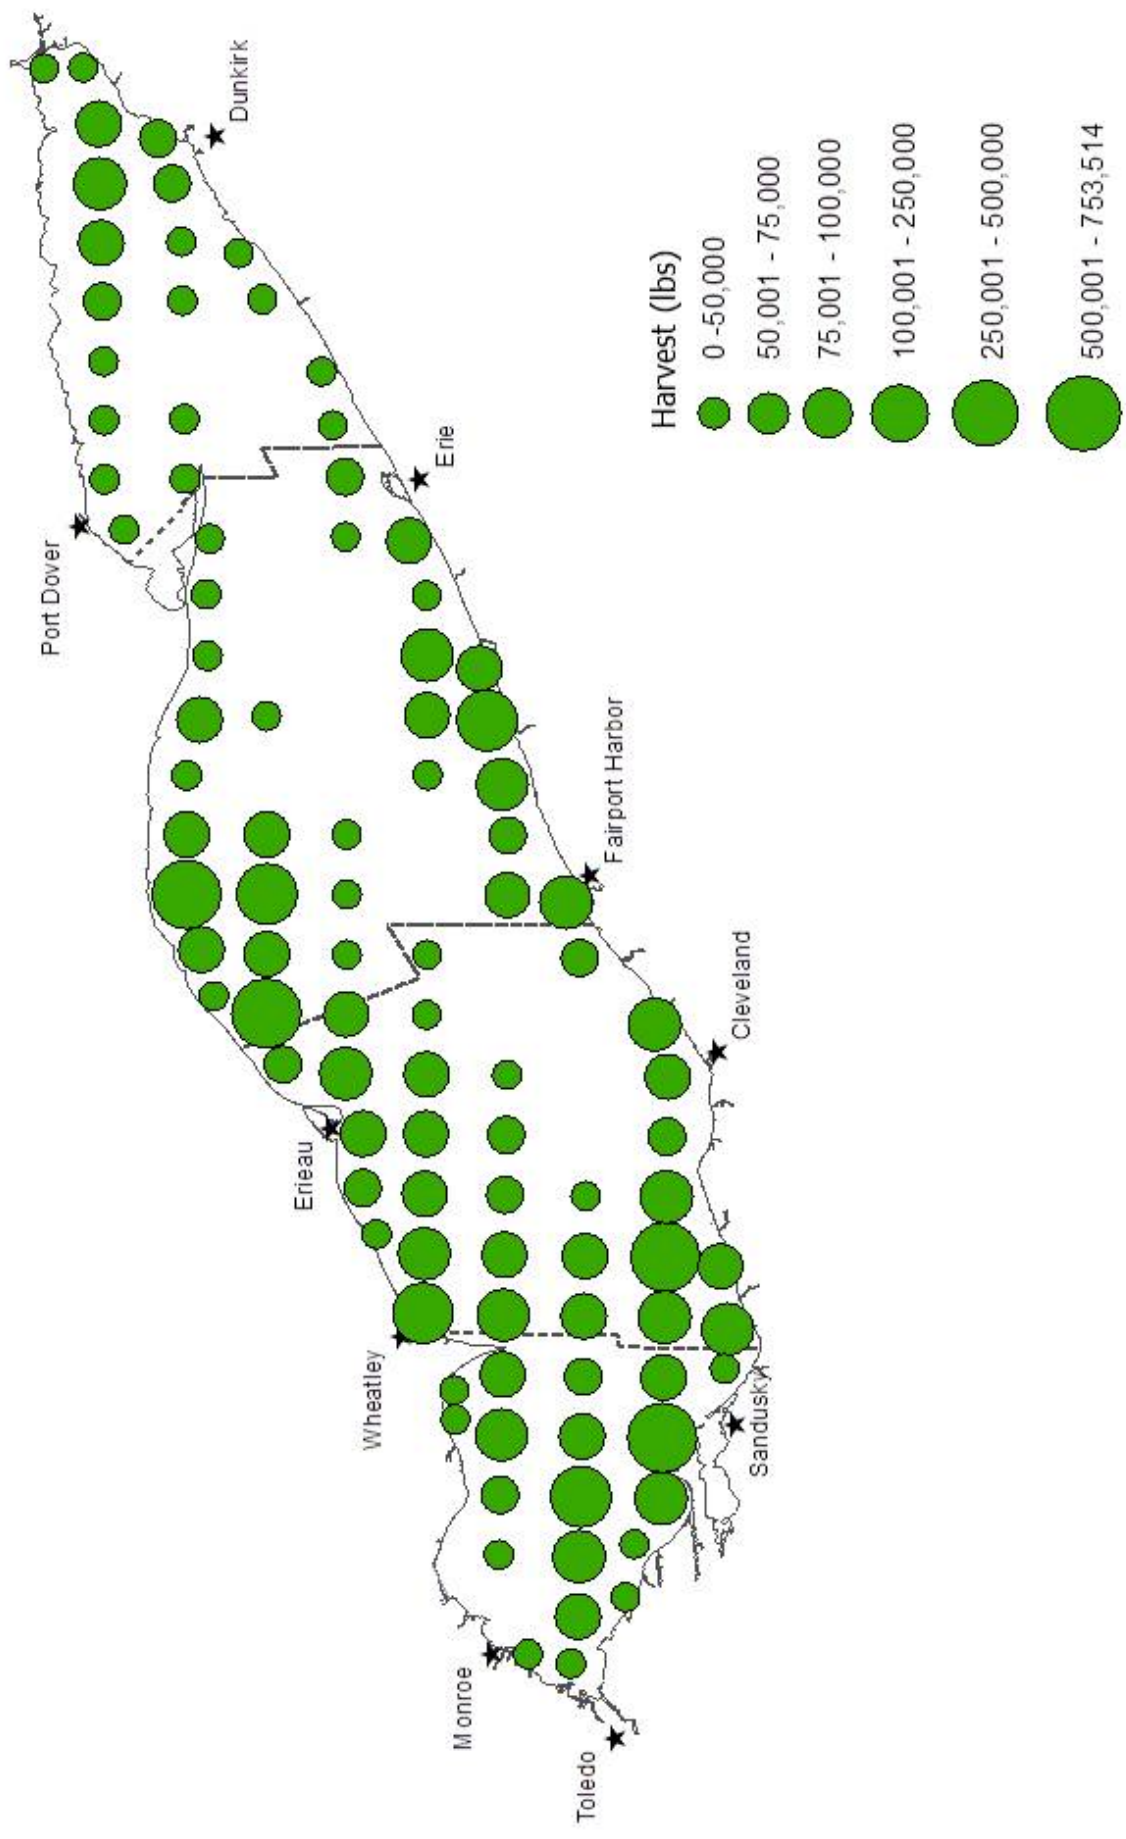 Port Dover
Dunkirk
Erie
Erieau
Fairport Harbor
Wheatley
Cleveland
Monroe
Sandusky
Toledo
Harvest (lbs)
0 -50,000
50,001 - 75,000
75,001 - 100,000
100,001 - 250,000
250,001 - 500,000
500,001 - 753,514